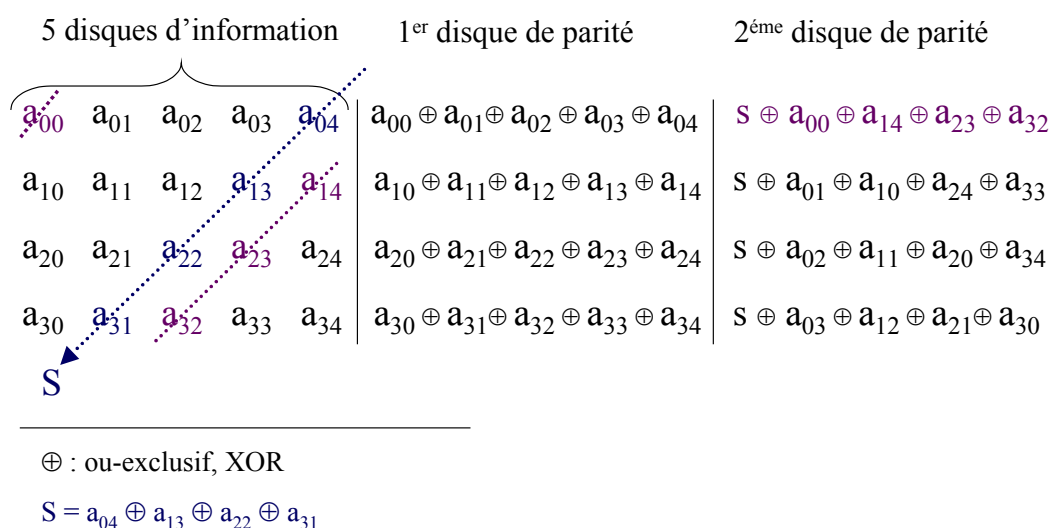 5 disques d’information 1er disque de parité 2éme disque de parité
a00 a01 a02 a03 a04 a00 ⊕ a01 ⊕ a02 ⊕ a03 ⊕ a04 s ⊕ a00 ⊕ a14 ⊕ a23 ⊕ a32
a10 a11 a12 a13 a14 a10 ⊕ a11 ⊕ a12 ⊕ a13 ⊕ a14 s ⊕ a01 ⊕ a10 ⊕ a24 ⊕ a33
a20 a21 a22 a23 a24 a20 ⊕ a21 ⊕ a22 ⊕ a23 ⊕ a24 s ⊕ a02 ⊕ a11 ⊕ a20 ⊕ a34
a30 a31 a32 a33 a34 a30 ⊕ a31 ⊕ a32 ⊕ a33 ⊕ a34 s ⊕ a03 ⊕ a12 ⊕ a21 ⊕ a30
S
⊕ : ou-exclusif, XOR
S = a04 ⊕ a13 ⊕ a22 ⊕ a31